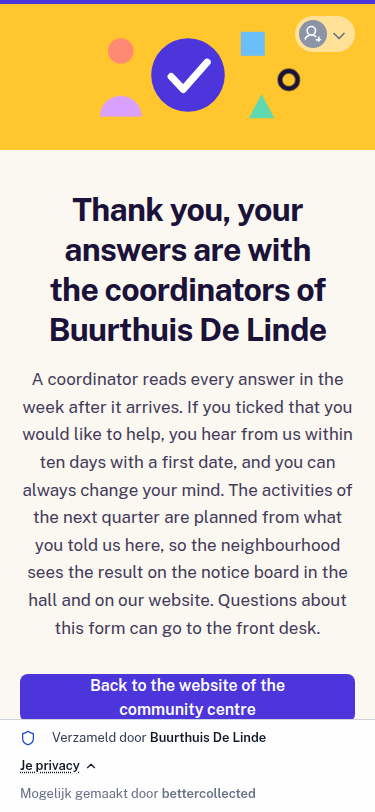 Thank you, your
answers are with
the coordinators of
Buurthuis De Linde
A coordinator reads every answer in the
week after it arrives. If you ticked that you
would like to help, you hear from us within
ten days with a first date, and you can
always change your mind. The activities of
the next quarter are planned from what
you told us here, so the neighbourhood
sees the result on the notice board in the
hall and on our website. Questions about
this form can go to the front desk.
Back to the website of the
community centre
Verzameld door Buurthuis De Linde
Je privacy
Mogelijk gemaakt door bettercollected